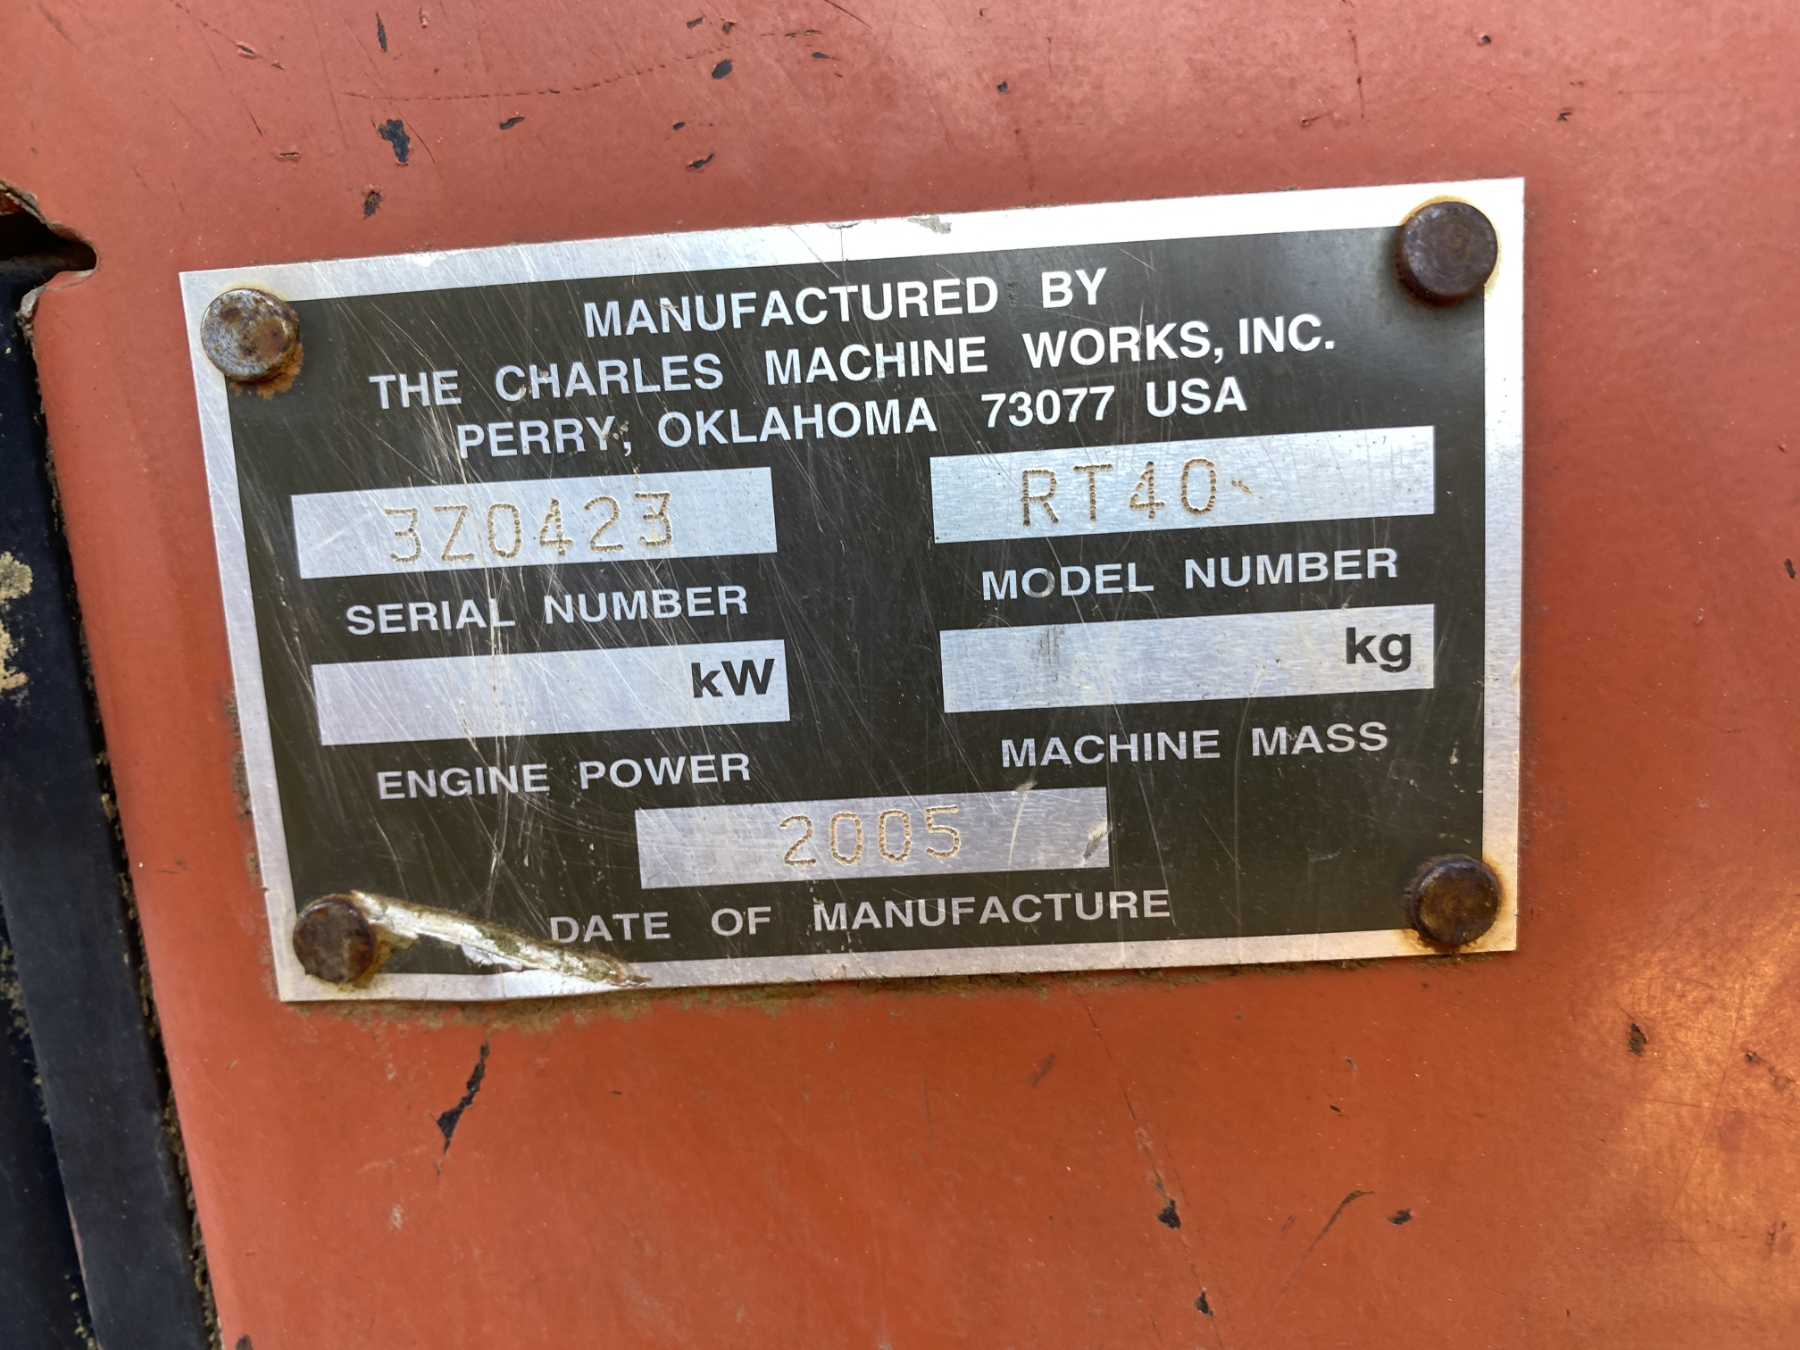 MANUFACTURED BY
THE CHARLES MACHINE WORKS, INC.
PERRY, OKLAHOMA 73077 USA
3Z0423 RT40
SERIAL NUMBER MODEL NUMBER
kW kg
ENGINE POWER MACHINE MASS
2005
DATE OF MANUFACTURE